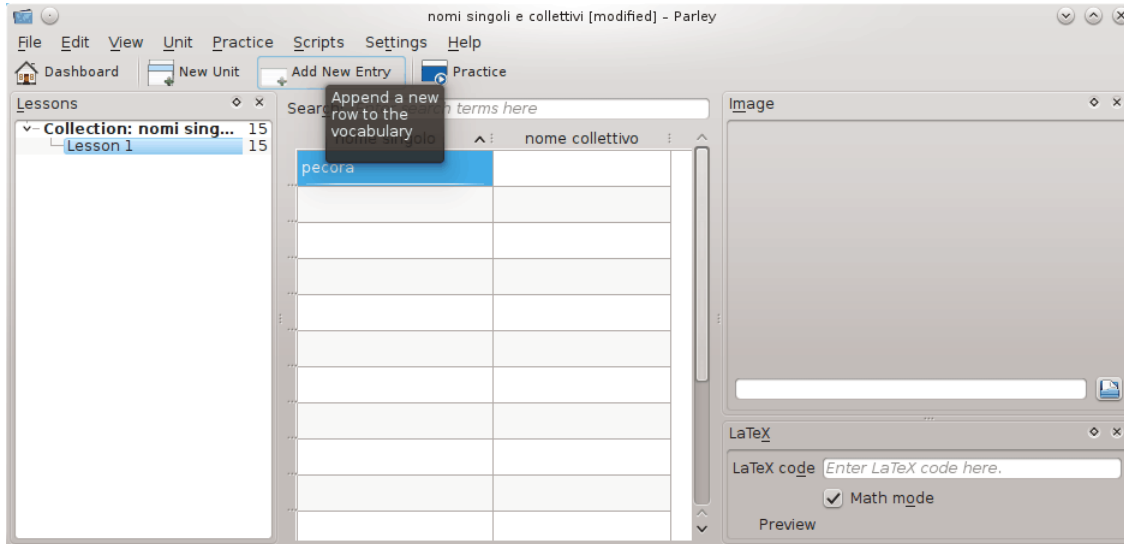 nomi singoli e collettivi [modified] – Parley
File Edit View Unit Practice Scripts Settings Help
Dashboard New Unit Add New Entry Practice
Lessons
Collection: nomi sing... 15
Lesson 1 15
Append a new
row to the
vocabulary
nome singolo nome collettivo
pecora
Image
LaTeX
LaTeX code Enter LaTeX code here.
Math mode
Preview